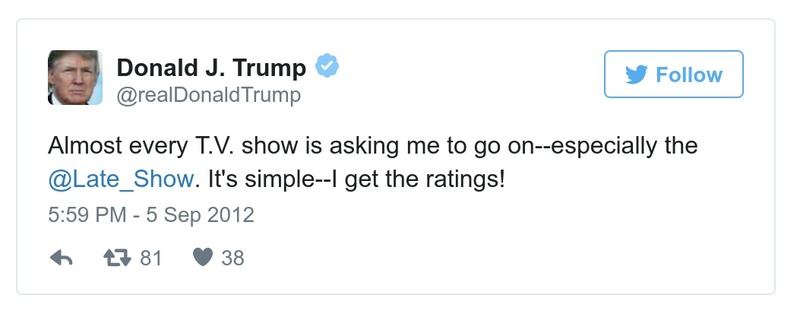 Donald J. Trump
@realDonaldTrump
Follow
Almost every T.V. show is asking me to go on--especially the
@Late_Show. It's simple--I get the ratings!
5:59 PM - 5 Sep 2012
81 38